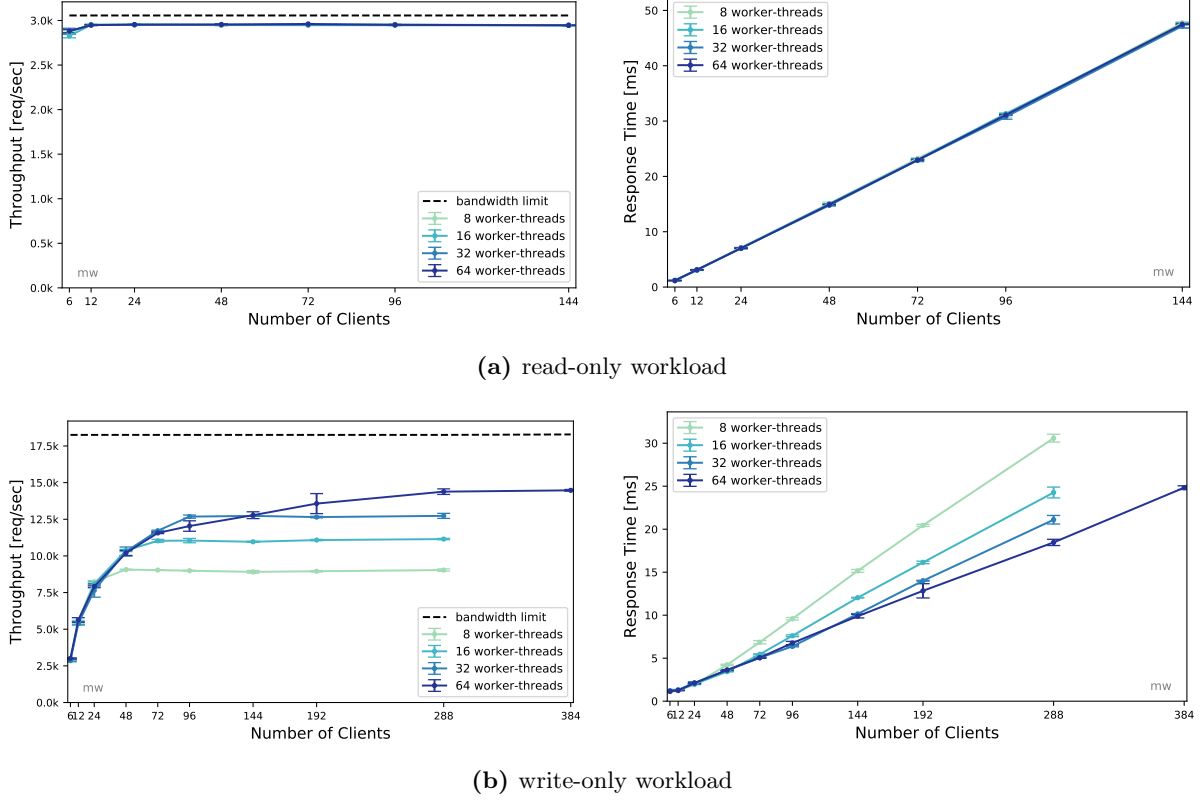 Throughput [req/sec]
3.0k
2.5k
2.0k
1.5k
1.0k
0.5k
0.0k
bandwidth limit
8 worker-threads
16 worker-threads
32 worker-threads
64 worker-threads
mw
6 12 24 48 72 96 144
Number of Clients
Response Time [ms]
50
40
30
20
10
0
8 worker-threads
16 worker-threads
32 worker-threads
64 worker-threads
mw
6 12 24 48 72 96 144
Number of Clients
(a) read-only workload
Throughput [req/sec]
17.5k
15.0k
12.5k
10.0k
7.5k
5.0k
2.5k
0.0k
bandwidth limit
8 worker-threads
16 worker-threads
32 worker-threads
64 worker-threads
mw
6 12 24 48 72 96 144 192 288 384
Number of Clients
Response Time [ms]
30
25
20
15
10
5
0
8 worker-threads
16 worker-threads
32 worker-threads
64 worker-threads
mw
6 12 24 48 72 96 144 192 288 384
Number of Clients
(b) write-only workload